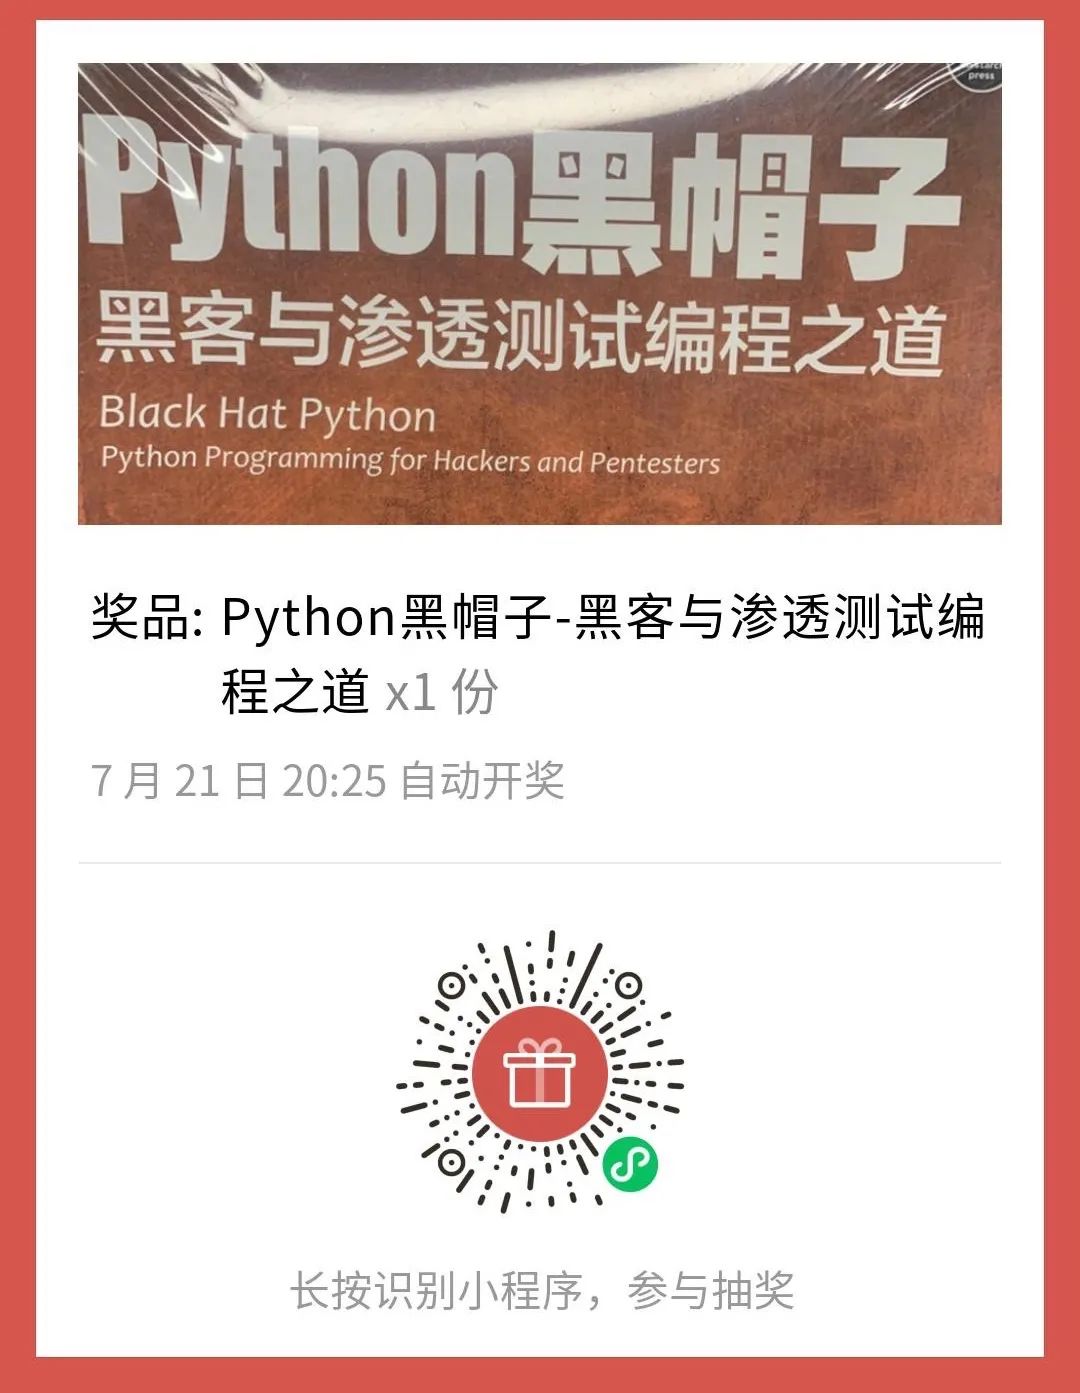 press
Python黑帽子
黑客与渗透测试编程之道
Black Hat Python
Python Programming for Hackers and Pentesters
奖品: Python黑帽子-黑客与渗透测试编
程之道 x1 份
7 月 21 日 20:25 自动开奖
长按识别小程序，参与抽奖